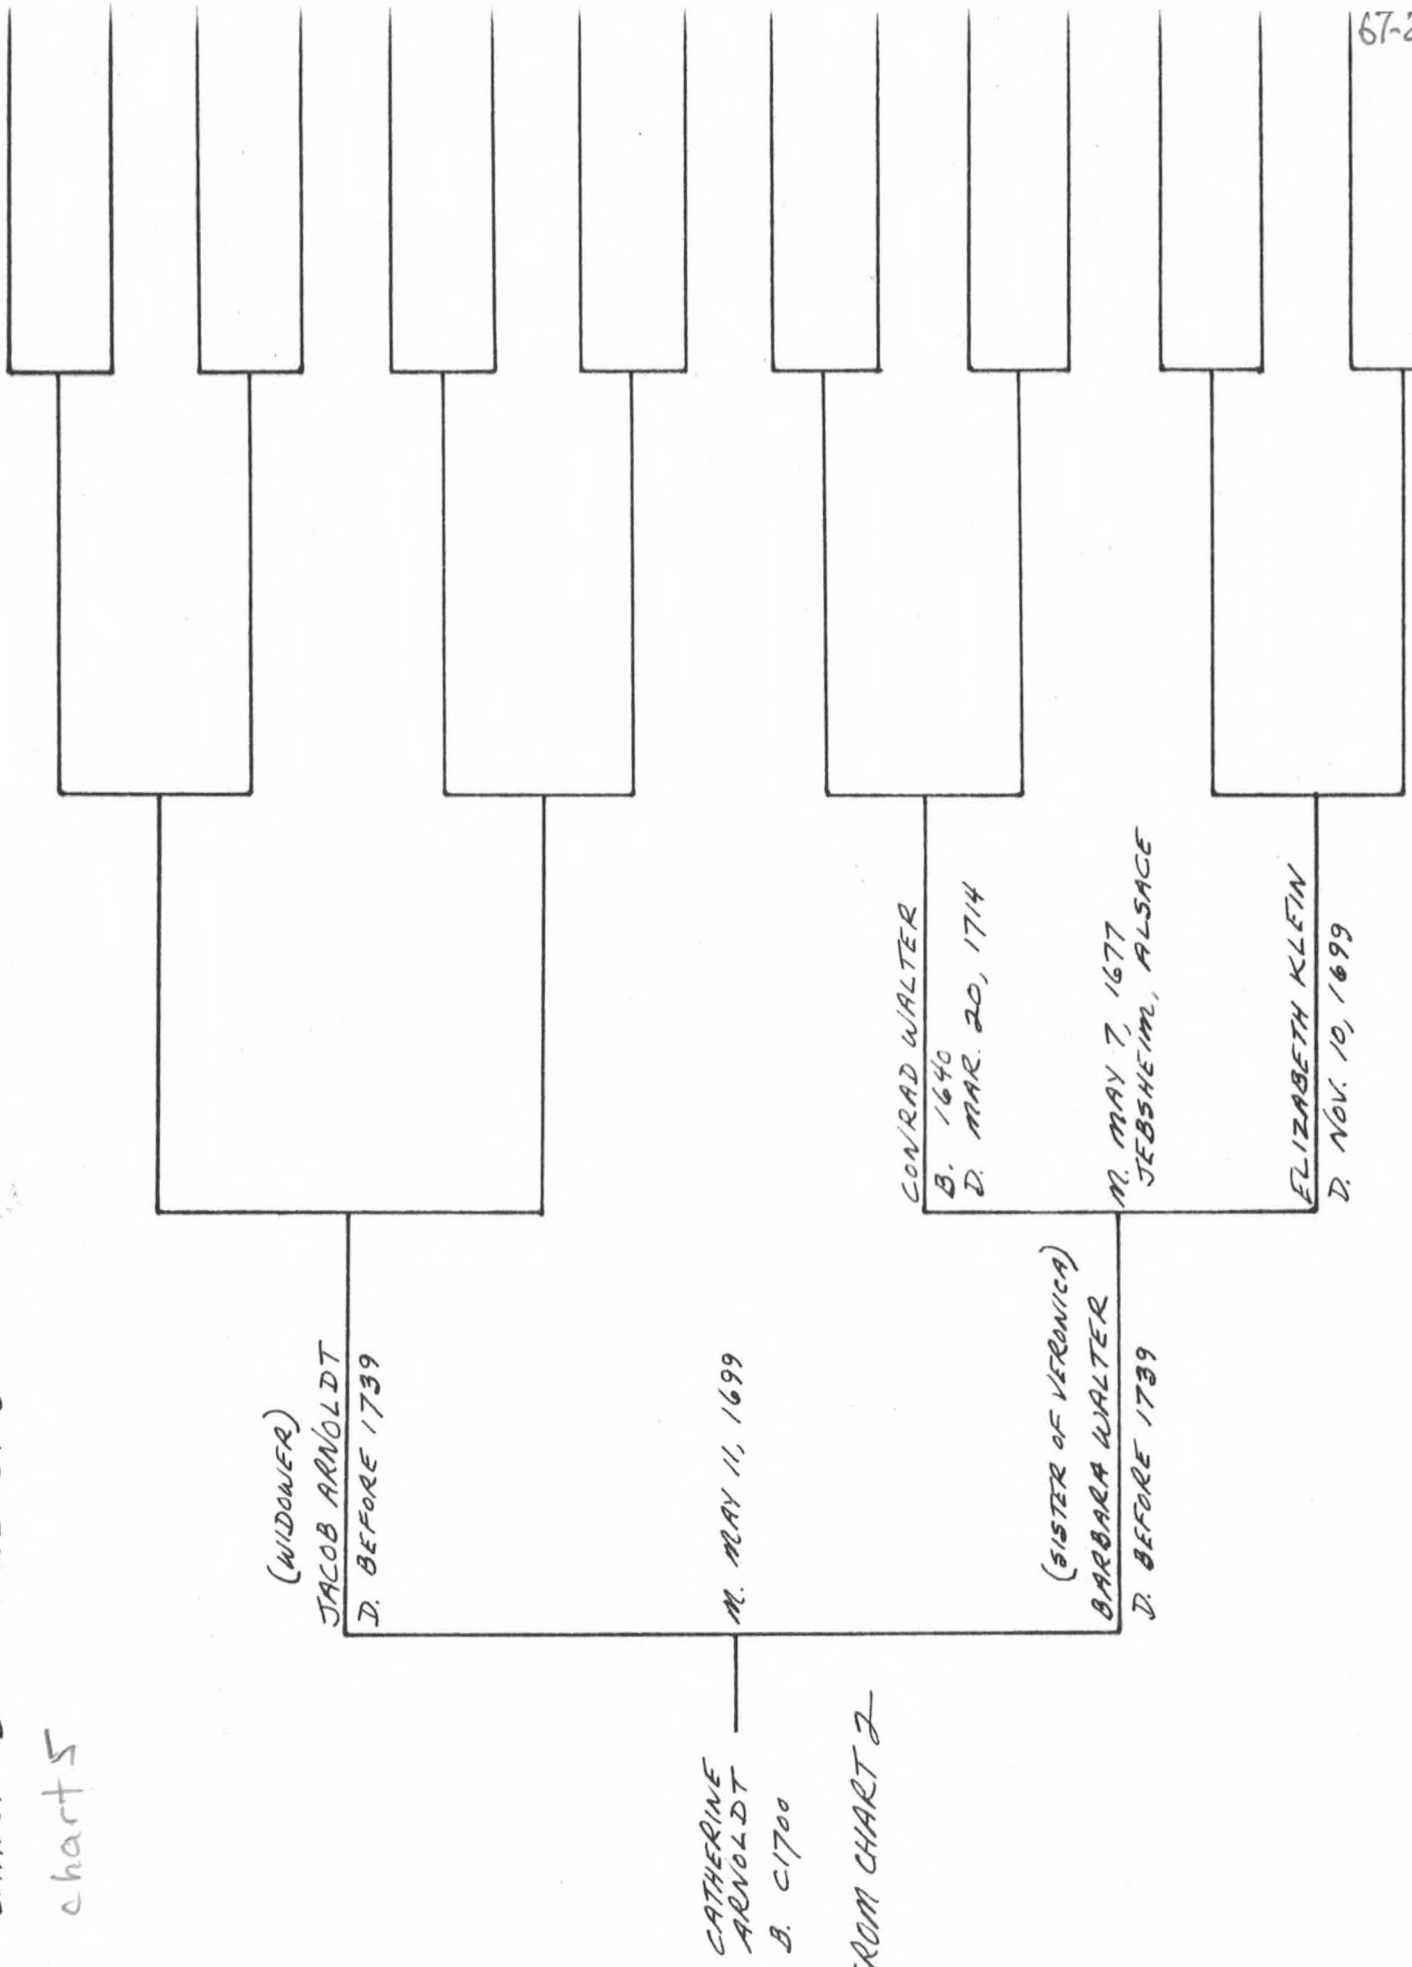 chart 5
67-2
(WIDOWER)
JACOB ARNOLDT
D. BEFORE 1739
CATHERINE
ARNOLDT
B. C1700
FROM CHART 2
M. MAY 11, 1699
(SISTER OF VERONICA)
BARBARA WALTER
D. BEFORE 1739
CONRAD WALTER
B. 1640
D. MAR. 20, 1714
M. MAY 7, 1677
JEBSHEIM, ALSACE
ELIZABETH KLEIN
D. NOV. 10, 1699